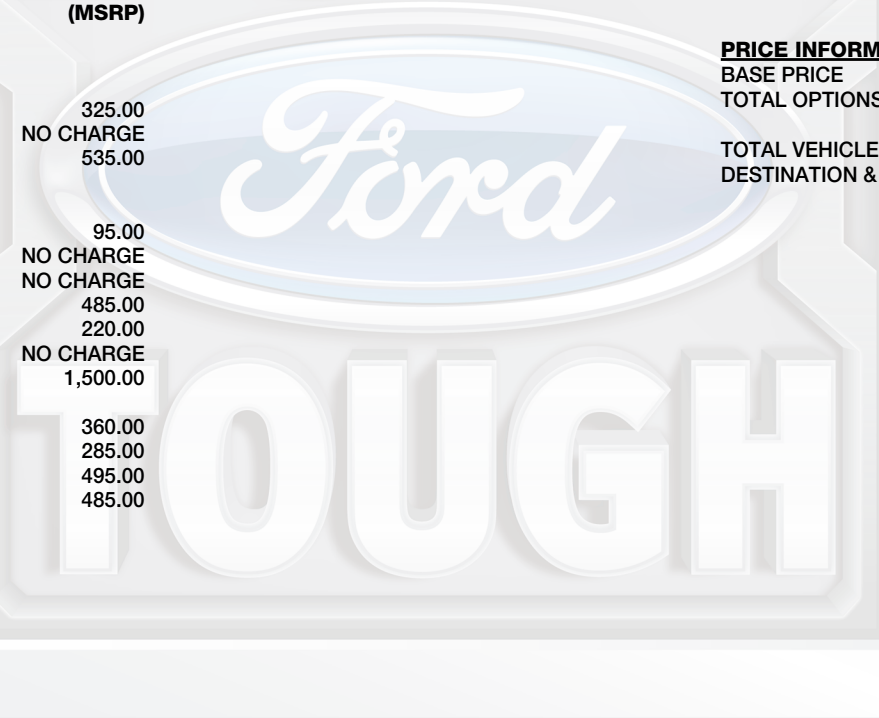 (MSRP)
325.00
NO CHARGE
535.00
95.00
NO CHARGE
NO CHARGE
485.00
220.00
NO CHARGE
1,500.00
360.00
285.00
495.00
485.00
PRICE INFORM
BASE PRICE
TOTAL OPTIONS
TOTAL VEHICLE
DESTINATION &
Ford
TOUGH